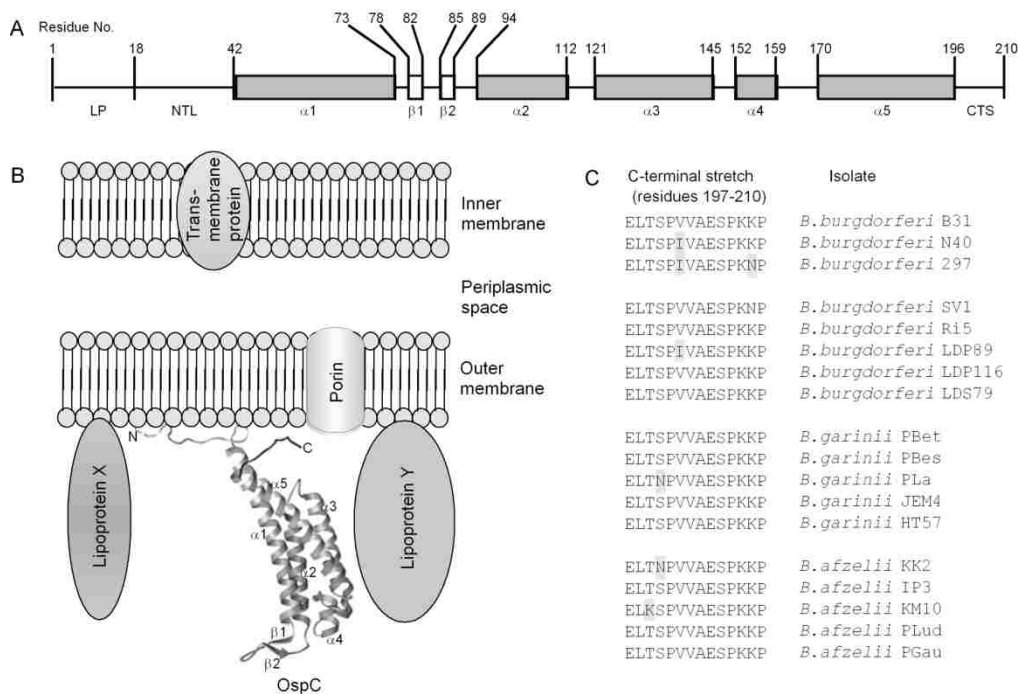 A
Residue No.
1 18 42 73 78 82 85 89 94 112 121 145 152 159 170 196 210
LP NTL α1 β1 β2 α2 α3 α4 α5 CTS
B
Trans-
membrane
protein
Inner
membrane
Periplasmic
space
Outer
membrane
Porin
Lipoprotein X
Lipoprotein Y
N
C
α5
α3
α1
α2
β1
α4
β2
OspC
C
C-terminal stretch
(residues 197-210) Isolate
ELTSPVVAESPKKP B.burgdorferi B31
ELTSPIVAESPKKP B.burgdorferi N40
ELTSPIVAESPKNP B.burgdorferi 297
ELTSPVVAESPKNP B.burgdorferi SV1
ELTSPVVAESPKKP B.burgdorferi Ri5
ELTSPIVAESPKKP B.burgdorferi LDP89
ELTSPVVAESPKKP B.burgdorferi LDP116
ELTSPVVAESPKKP B.burgdorferi LDS79
ELTSPVVAESPKKP B.garinii PBet
ELTSPVVAESPKKP B.garinii PBes
ELTNPVVAESPKKP B.garinii PLa
ELTSPVVAESPKKP B.garinii JEM4
ELTSPVVAESPKKP B.garinii HT57
ELTNPVVAESPKKP B.afzelii KK2
ELTSPVVAESPKKP B.afzelii IP3
ELKSPVVAESPKKP B.afzelii KM10
ELTSPVVAESPKKP B.afzelii PLud
ELTSPVVAESPKKP B.afzelii PGau